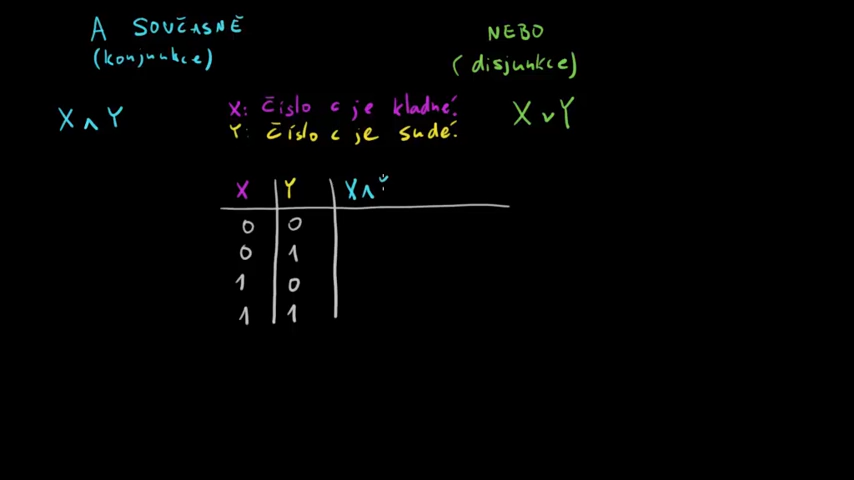 A SOUČASNĚ
(konjunkce)
NEBO
(disjunkce)
X ∧ Y
X: Číslo c je kladné.
Y: Číslo c je sudé.
X ∨ Y
X Y X ∧ Y
0 0
0 1
1 0
1 1